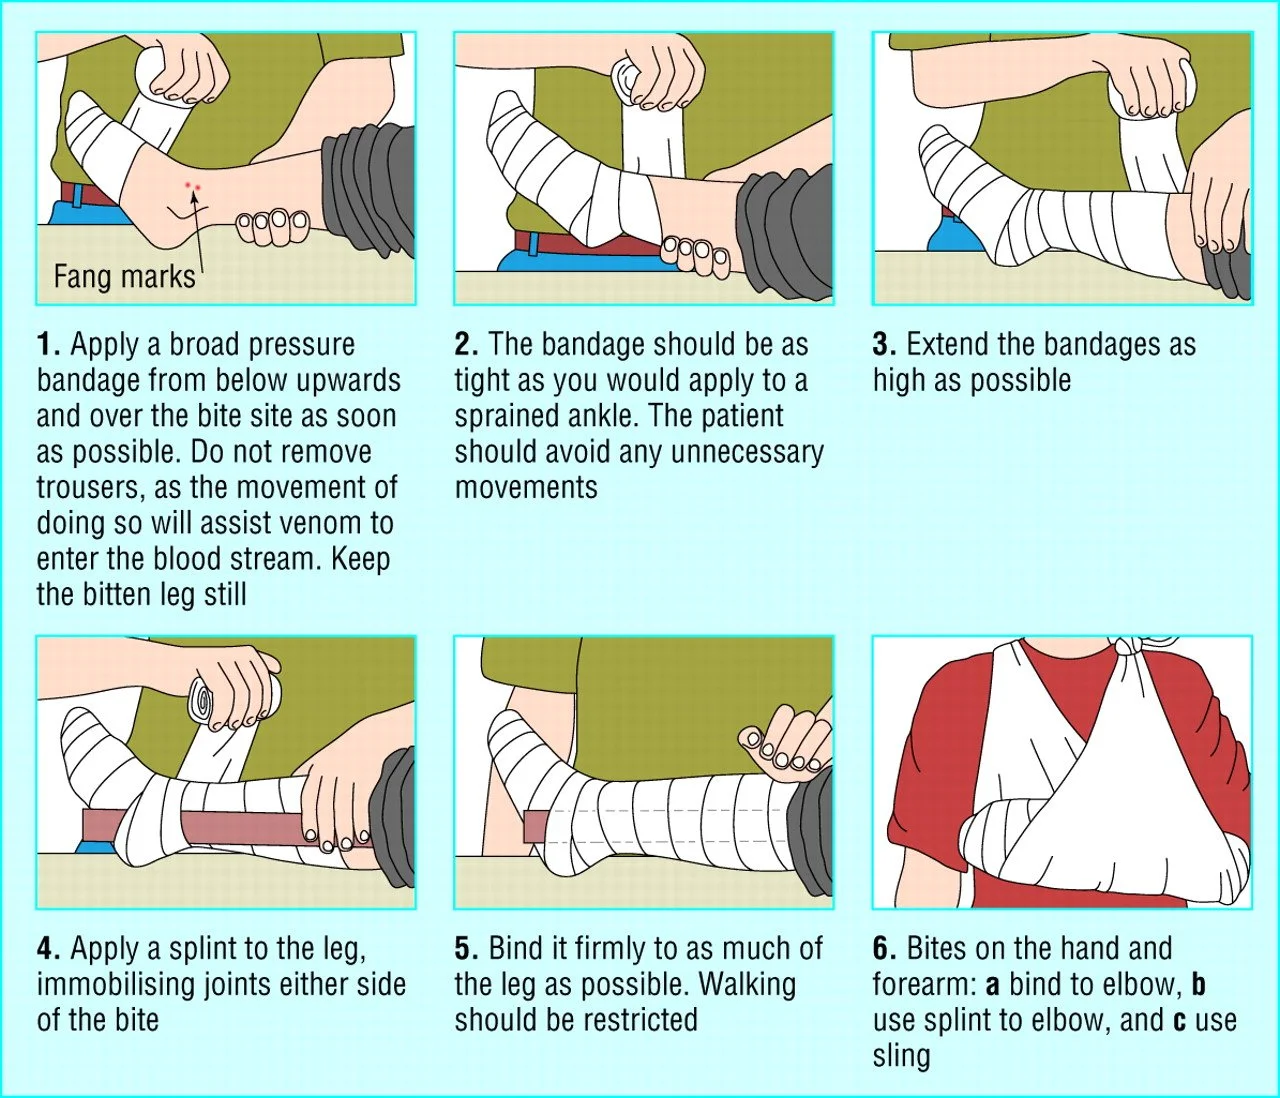 Fang marks
1. Apply a broad pressure
bandage from below upwards
and over the bite site as soon
as possible. Do not remove
trousers, as the movement of
doing so will assist venom to
enter the blood stream. Keep
the bitten leg still
2. The bandage should be as
tight as you would apply to a
sprained ankle. The patient
should avoid any unnecessary
movements
3. Extend the bandages as
high as possible
4. Apply a splint to the leg,
immobilising joints either side
of the bite
5. Bind it firmly to as much of
the leg as possible. Walking
should be restricted
6. Bites on the hand and
forearm: a bind to elbow, b
use splint to elbow, and c use
sling